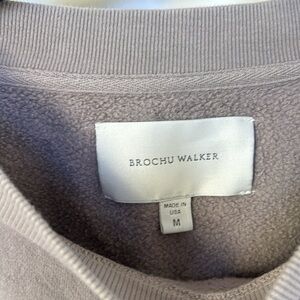 BROCHU WALKER
MADE IN
USA
M